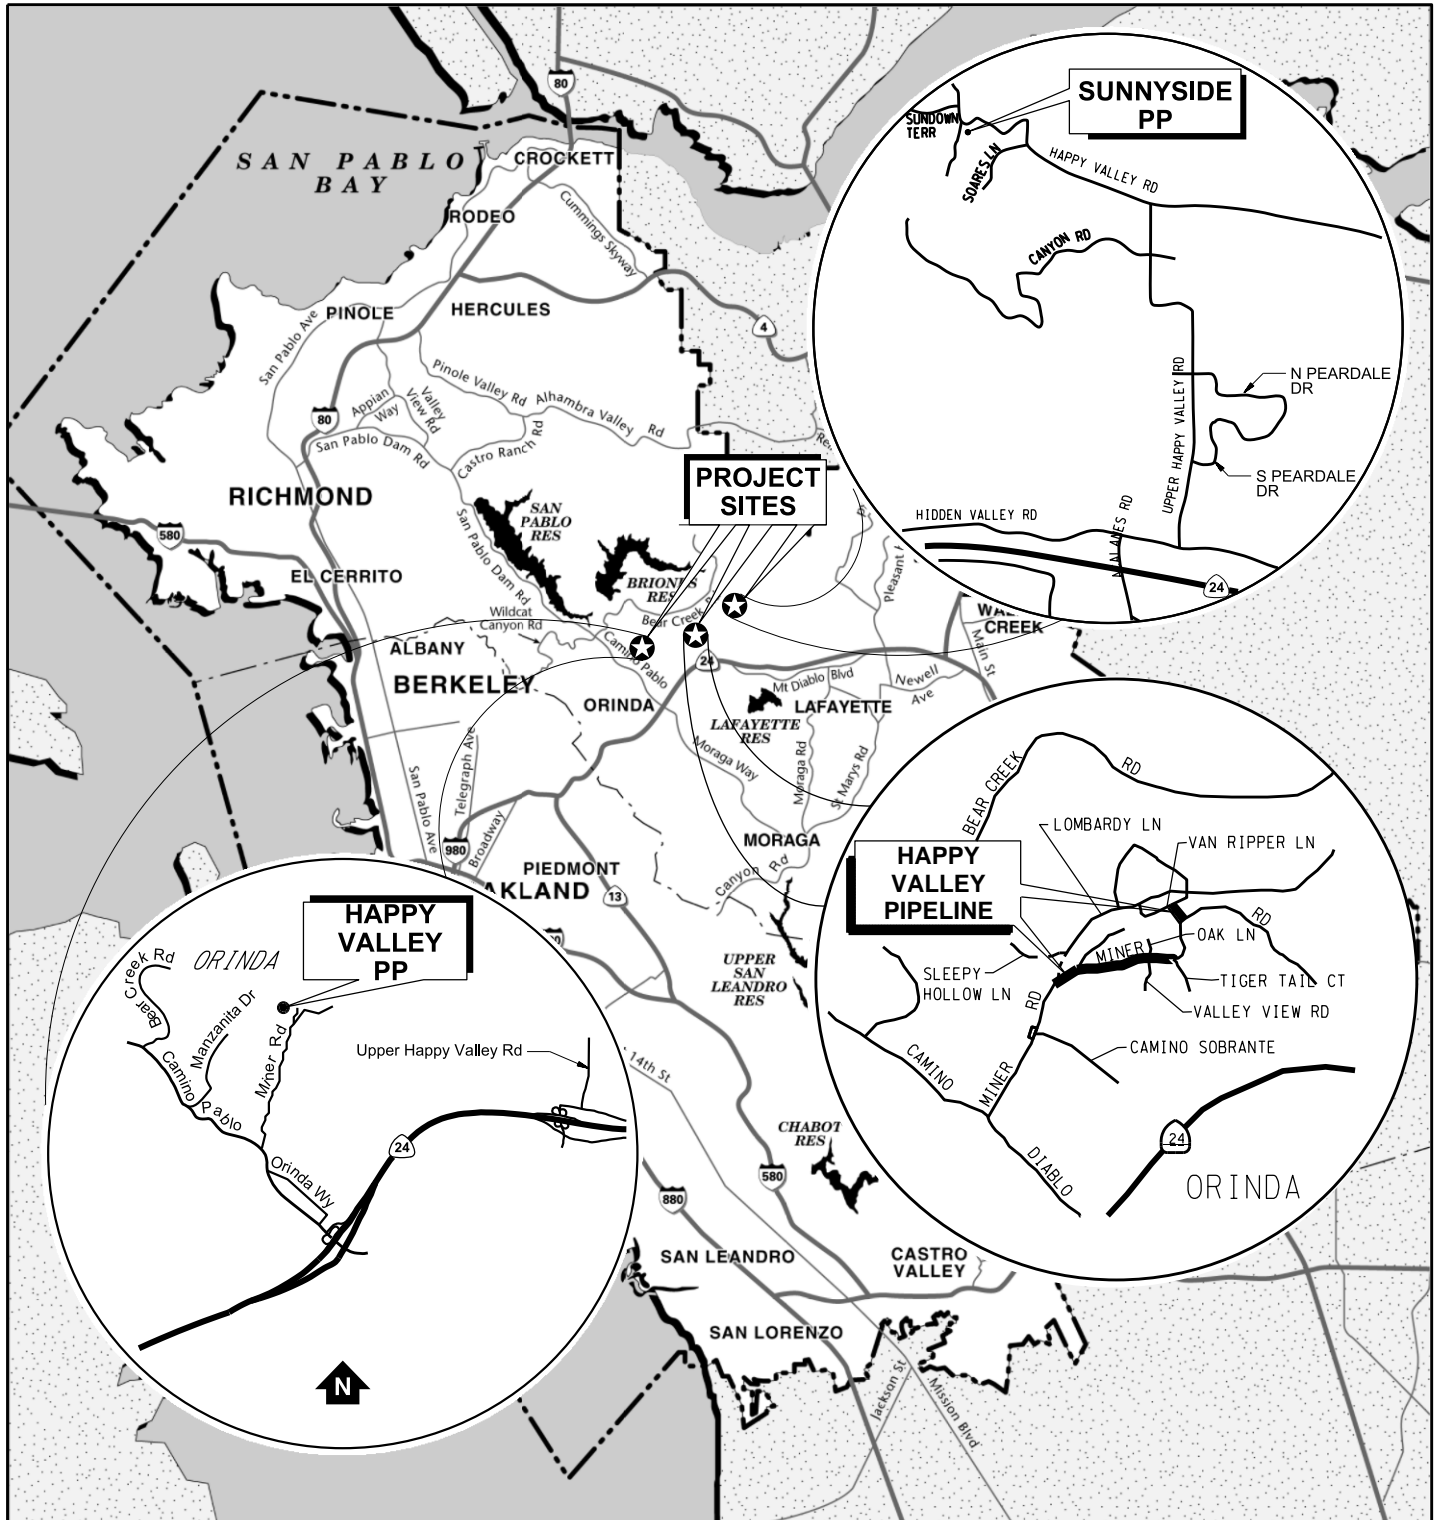 80
SAN PABLO
BAY
CROCKETT
RODEO
Cummings Skyway
HERCULES
PINOLE
San Pablo Ave
4
80
Appian
Way
Valley
View Rd
Pinole Valley Rd
Alhambra Valley Rd
San Pablo Dam Rd
Castro Ranch Rd
RICHMOND
580
SAN
PABLO
RES
San Pablo Dam Rd
PROJECT
SITES
EL CERRITO
BRIONES
RES
Bear Creek
Wildcat
Canyon Rd
Camino Pablo
ALBANY
BERKELEY
ORINDA
24
Mt Diablo Blvd
Newell
Ave
Main St
CREEK
Pleasant
LAFAYETTE
LAFAYETTE
RES
Moraga Way
Moraga Rd
St Marys Rd
MORAGA
Canyon Rd
San Pablo Ave
Telegraph Ave
Broadway
980
PIEDMONT
AKLAND
13
UPPER
SAN
LEANDRO
RES
14th St
CHABOT
RES
580
880
SAN LEANDRO
CASTRO
VALLEY
SAN LORENZO
Jackson St
Mission Blvd
SUNNYSIDE
PP
SUNDOWN
TERR
SOARES LN
HAPPY VALLEY RD
CANYON RD
UPPER HAPPY VALLEY RD
N PEARDALE
DR
S PEARDALE
DR
HIDDEN VALLEY RD
24
BEAR CREEK RD
LOMBARDY LN
VAN RIPPER LN
HAPPY
VALLEY
PIPELINE
RD
OAK LN
MINER
SLEEPY
HOLLOW LN
TIGER TAIL CT
VALLEY VIEW RD
MINER RD
CAMINO SOBRANTE
CAMINO
DIABLO
24
ORINDA
HAPPY
VALLEY
PP
ORINDA
Bear Creek Rd
Manzanita Dr
Miner Rd
Camino Pablo
Upper Happy Valley Rd
24
Orinda Wy
N